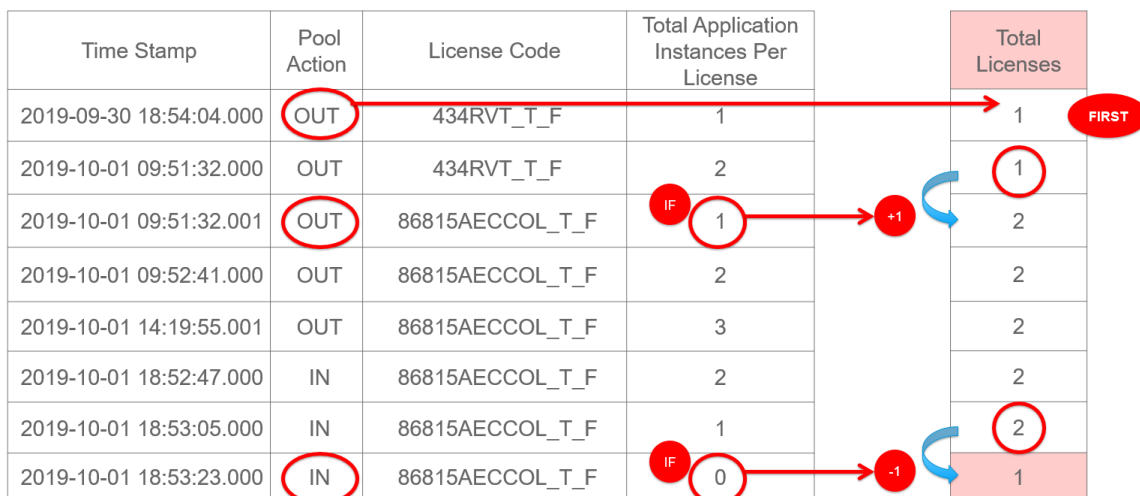 Time Stamp
Pool
Action
License Code
Total Application
Instances Per
License
Total
Licenses
2019-09-30 18:54:04.000 OUT 434RVT_T_F 1 1 FIRST
2019-10-01 09:51:32.000 OUT 434RVT_T_F 2 1
2019-10-01 09:51:32.001 OUT 86815AECCOL_T_F IF 1 +1 2
2019-10-01 09:52:41.000 OUT 86815AECCOL_T_F 2 2
2019-10-01 14:19:55.001 OUT 86815AECCOL_T_F 3 2
2019-10-01 18:52:47.000 IN 86815AECCOL_T_F 2 2
2019-10-01 18:53:05.000 IN 86815AECCOL_T_F 1 2
2019-10-01 18:53:23.000 IN 86815AECCOL_T_F IF 0 -1 1